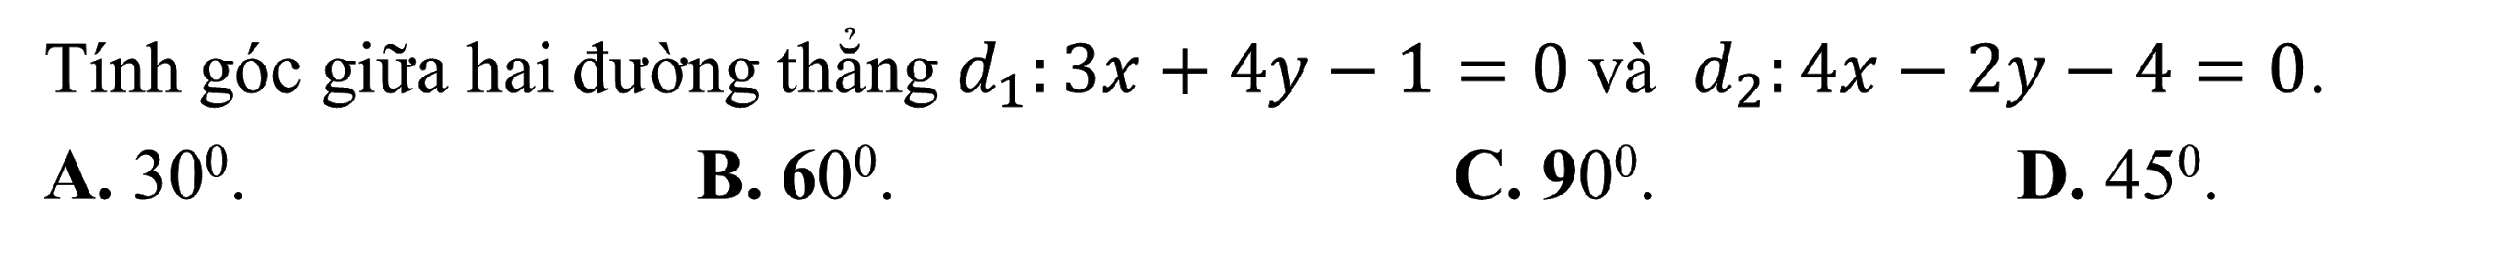 Tính góc giữa hai đường thẳng d₁: 3x + 4y − 1 = 0 và d₂: 4x − 2y − 4 = 0.
A. 30⁰. B. 60⁰. C. 90⁰. D. 45⁰.